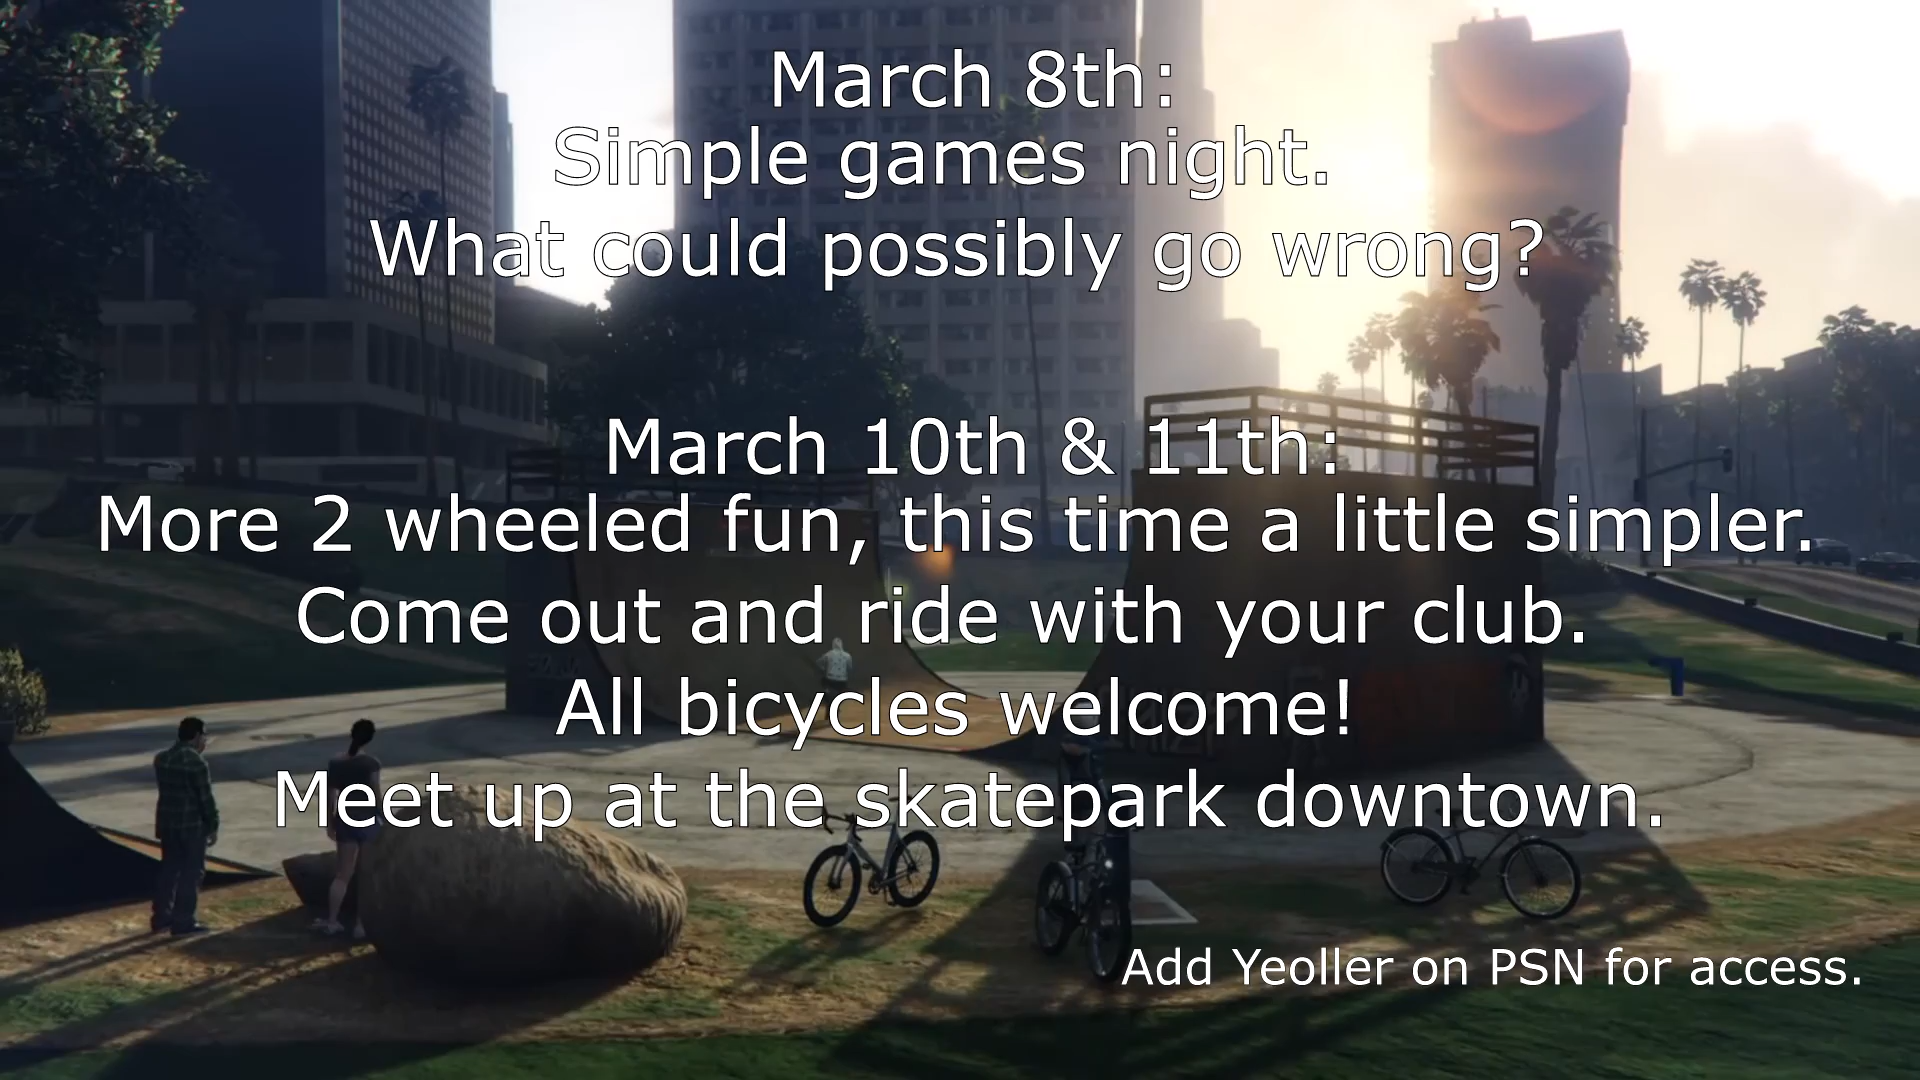 March 8th:
Simple games night.
What could possibly go wrong?
March 10th & 11th:
More 2 wheeled fun, this time a little simpler.
Come out and ride with your club.
All bicycles welcome!
Meet up at the skatepark downtown.
Add Yeoller on PSN for access.